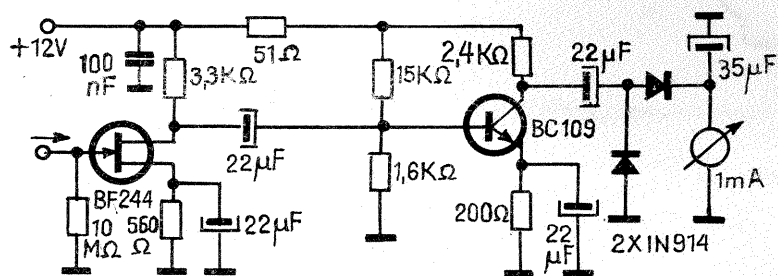 +12V
100
nF
3,3KΩ
51Ω
15KΩ
2,4KΩ
22µF
35µF
BC109
1mA
22µF
1,6KΩ
BF244
10
MΩ
560
Ω
22µF
200Ω
22
µF
2XIN914